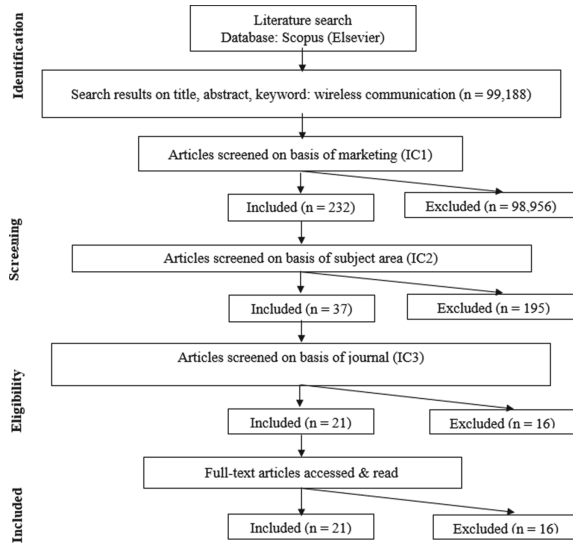 Identification
Literature search
Database: Scopus (Elsevier)
Search results on title, abstract, keyword: wireless communication (n = 99,188)
Articles screened on basis of marketing (IC1)
Included (n = 232)
Excluded (n = 98,956)
Screening
Articles screened on basis of subject area (IC2)
Included (n = 37)
Excluded (n = 195)
Eligibility
Articles screened on basis of journal (IC3)
Included (n = 21)
Excluded (n = 16)
Included
Full-text articles accessed & read
Included (n = 21)
Excluded (n = 16)